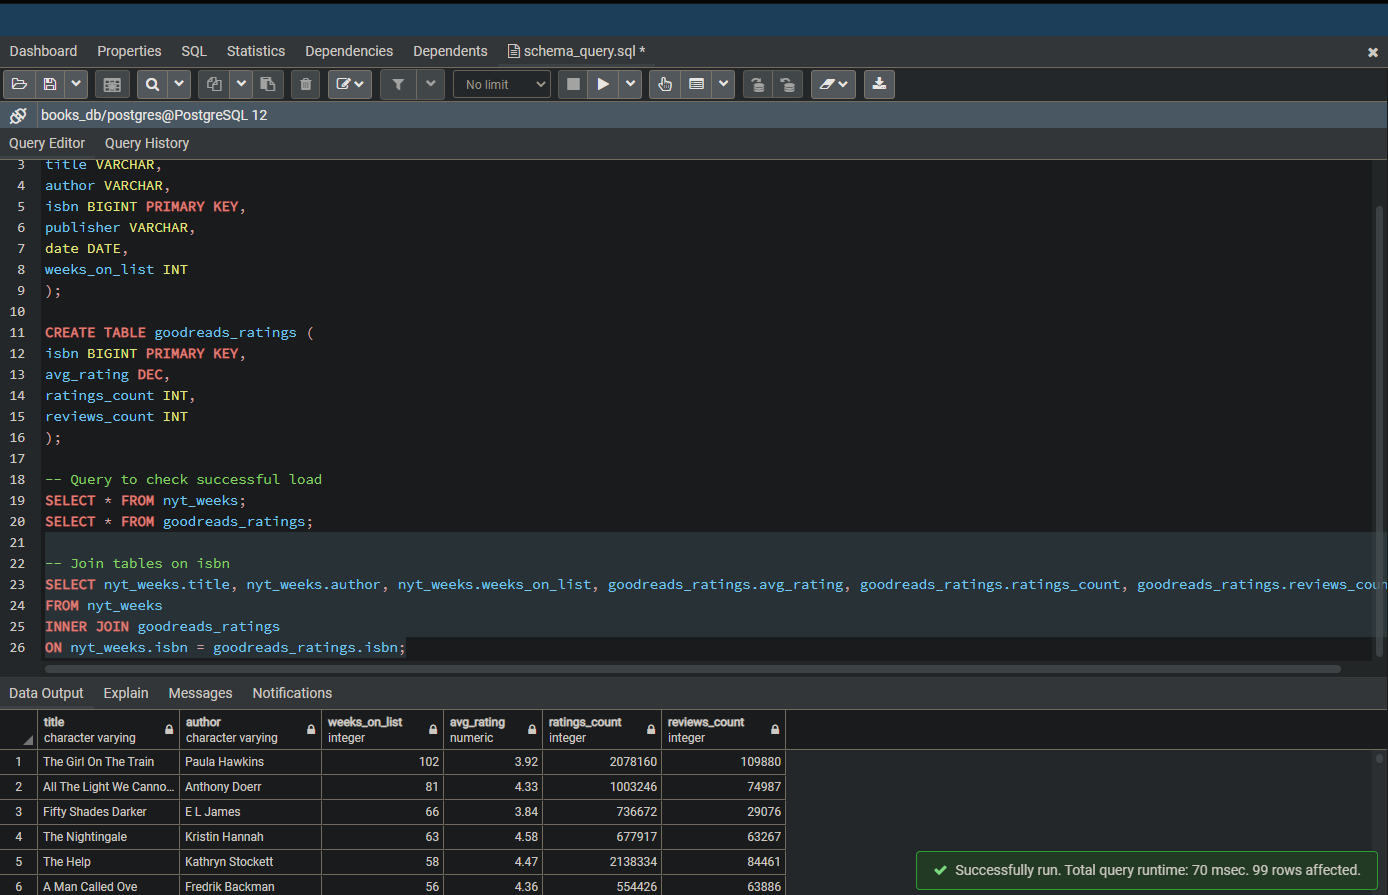 Dashboard Properties SQL Statistics Dependencies Dependents schema_query.sql *
No limit
books_db/postgres@PostgreSQL 12
Query Editor Query History
3 title VARCHAR,
4 author VARCHAR,
5 isbn BIGINT PRIMARY KEY,
6 publisher VARCHAR,
7 date DATE,
8 weeks_on_list INT
9 );
10
11 CREATE TABLE goodreads_ratings (
12 isbn BIGINT PRIMARY KEY,
13 avg_rating DEC,
14 ratings_count INT,
15 reviews_count INT
16 );
17
18 -- Query to check successful load
19 SELECT * FROM nyt_weeks;
20 SELECT * FROM goodreads_ratings;
21
22 -- Join tables on isbn
23 SELECT nyt_weeks.title, nyt_weeks.author, nyt_weeks.weeks_on_list, goodreads_ratings.avg_rating, goodreads_ratings.ratings_count, goodreads_ratings.reviews_coun
24 FROM nyt_weeks
25 INNER JOIN goodreads_ratings
26 ON nyt_weeks.isbn = goodreads_ratings.isbn;
Data Output Explain Messages Notifications
title author weeks_on_list avg_rating ratings_count reviews_count
character varying character varying integer numeric integer integer
1 The Girl On The Train Paula Hawkins 102 3.92 2078160 109880
2 All The Light We Canno... Anthony Doerr 81 4.33 1003246 74987
3 Fifty Shades Darker E L James 66 3.84 736672 29076
4 The Nightingale Kristin Hannah 63 4.58 677917 63267
5 The Help Kathryn Stockett 58 4.47 2138334 84461
6 A Man Called Ove Fredrik Backman 56 4.36 554426 63886
Successfully run. Total query runtime: 70 msec. 99 rows affected.